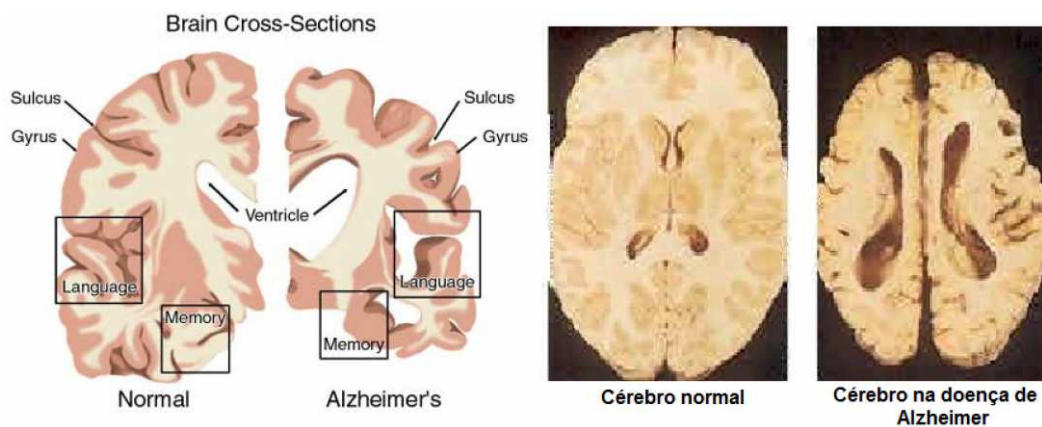 Brain Cross-Sections
Sulcus
Gyrus
Sulcus
Gyrus
Ventricle
Language
Memory
Language
Memory
Normal
Alzheimer's
Cérebro normal
Cérebro na doença de
Alzheimer